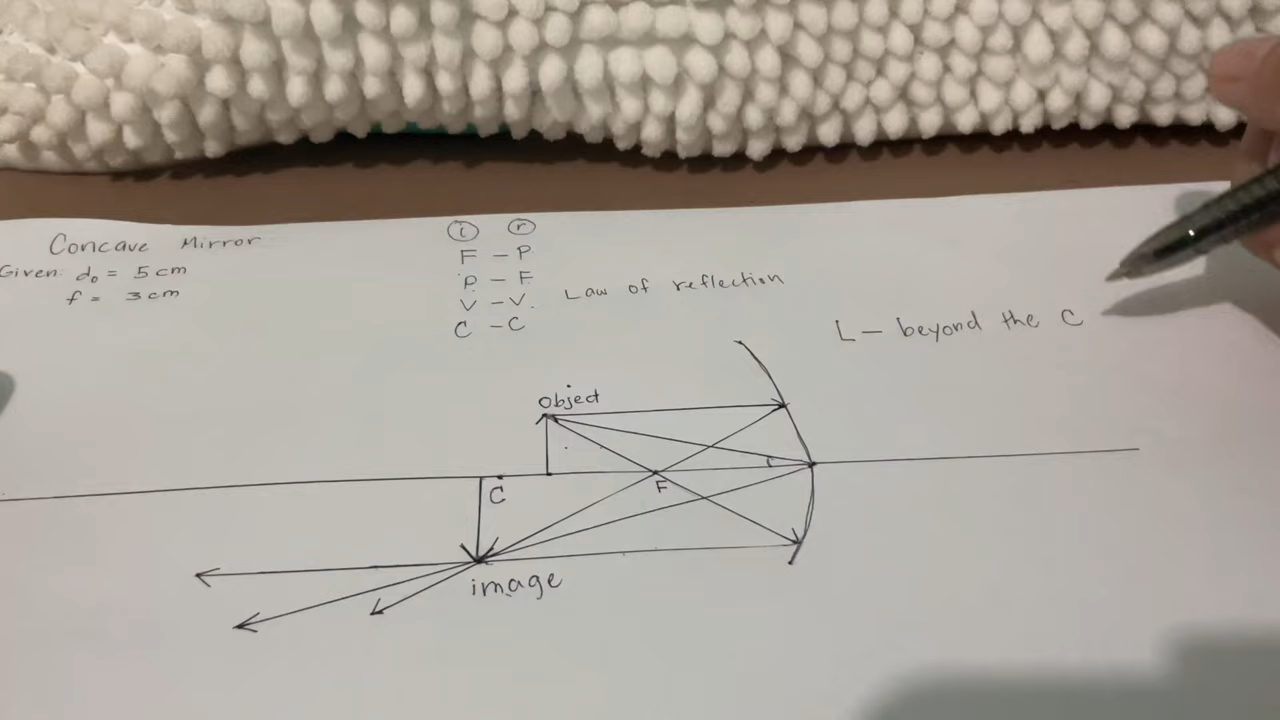 Concave Mirror
Given: do = 5 cm
f = 3 cm
i r
F - P
P - F
V - V. Law of reflection
C - C
L - beyond the C
Object
C
F
image